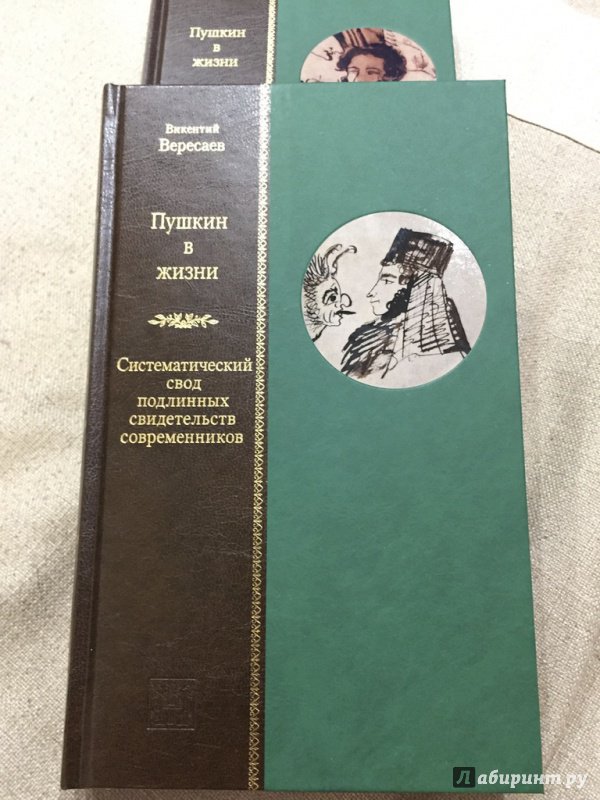 Пушкин
в
жизни
Викентий
Вересаев
Пушкин
в
жизни
Систематический
свод
подлинных
свидетельств
современников
Лабиринт.ру